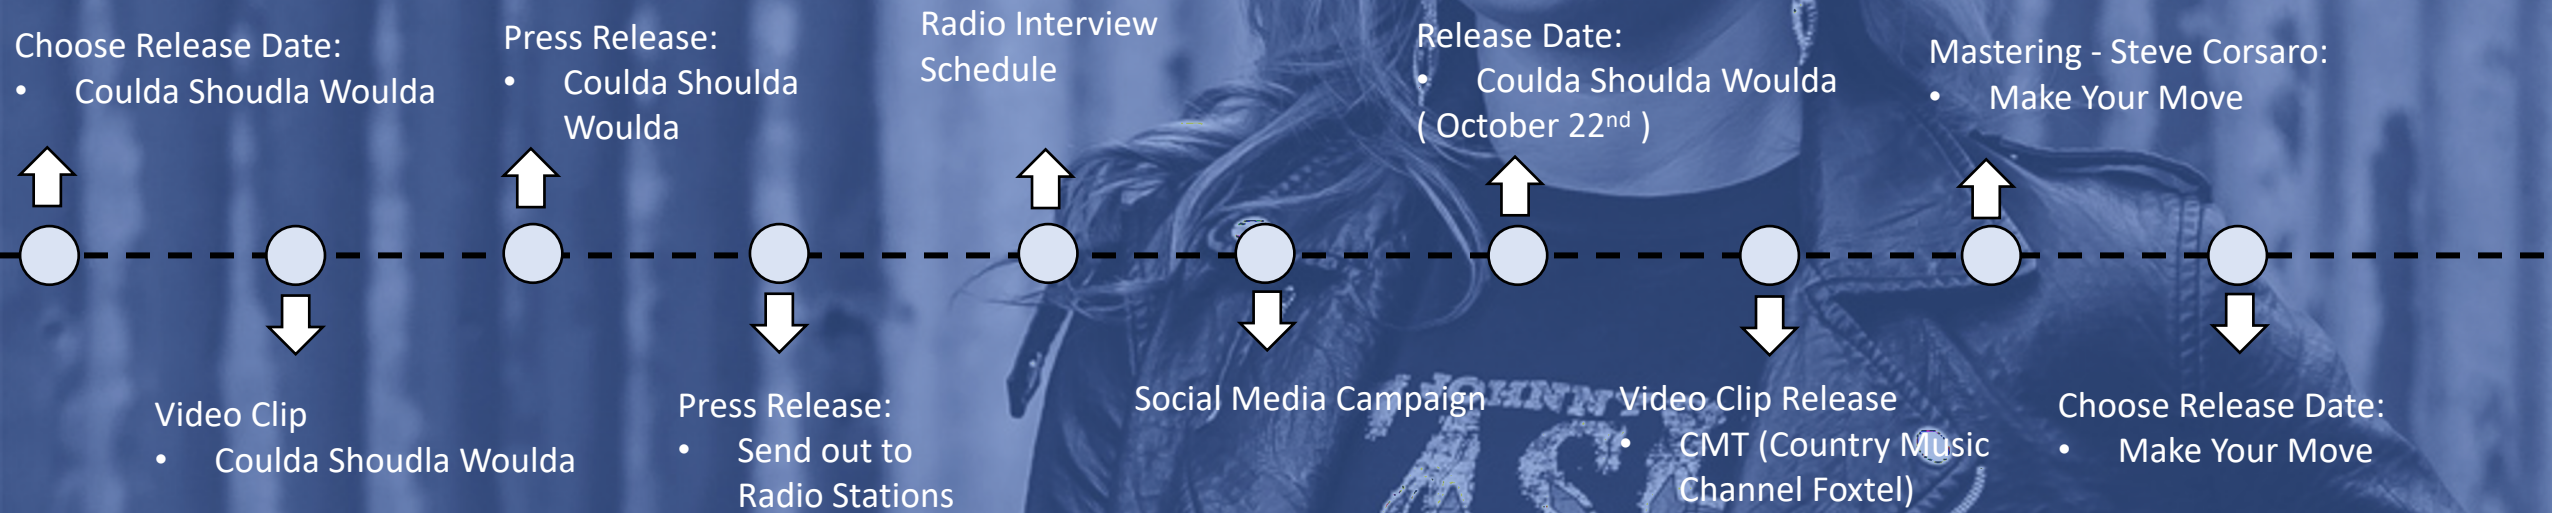 Choose Release Date:
• Coulda Shoudla Woulda
Video Clip
• Coulda Shoudla Woulda
Press Release:
• Coulda Shoulda
Woulda
Press Release:
• Send out to
Radio Stations
Radio Interview
Schedule
Social Media Campaign
Release Date:
• Coulda Shoulda Woulda
( October 22nd )
Video Clip Release
• CMT (Country Music
Channel Foxtel)
Mastering - Steve Corsaro:
• Make Your Move
Choose Release Date:
• Make Your Move